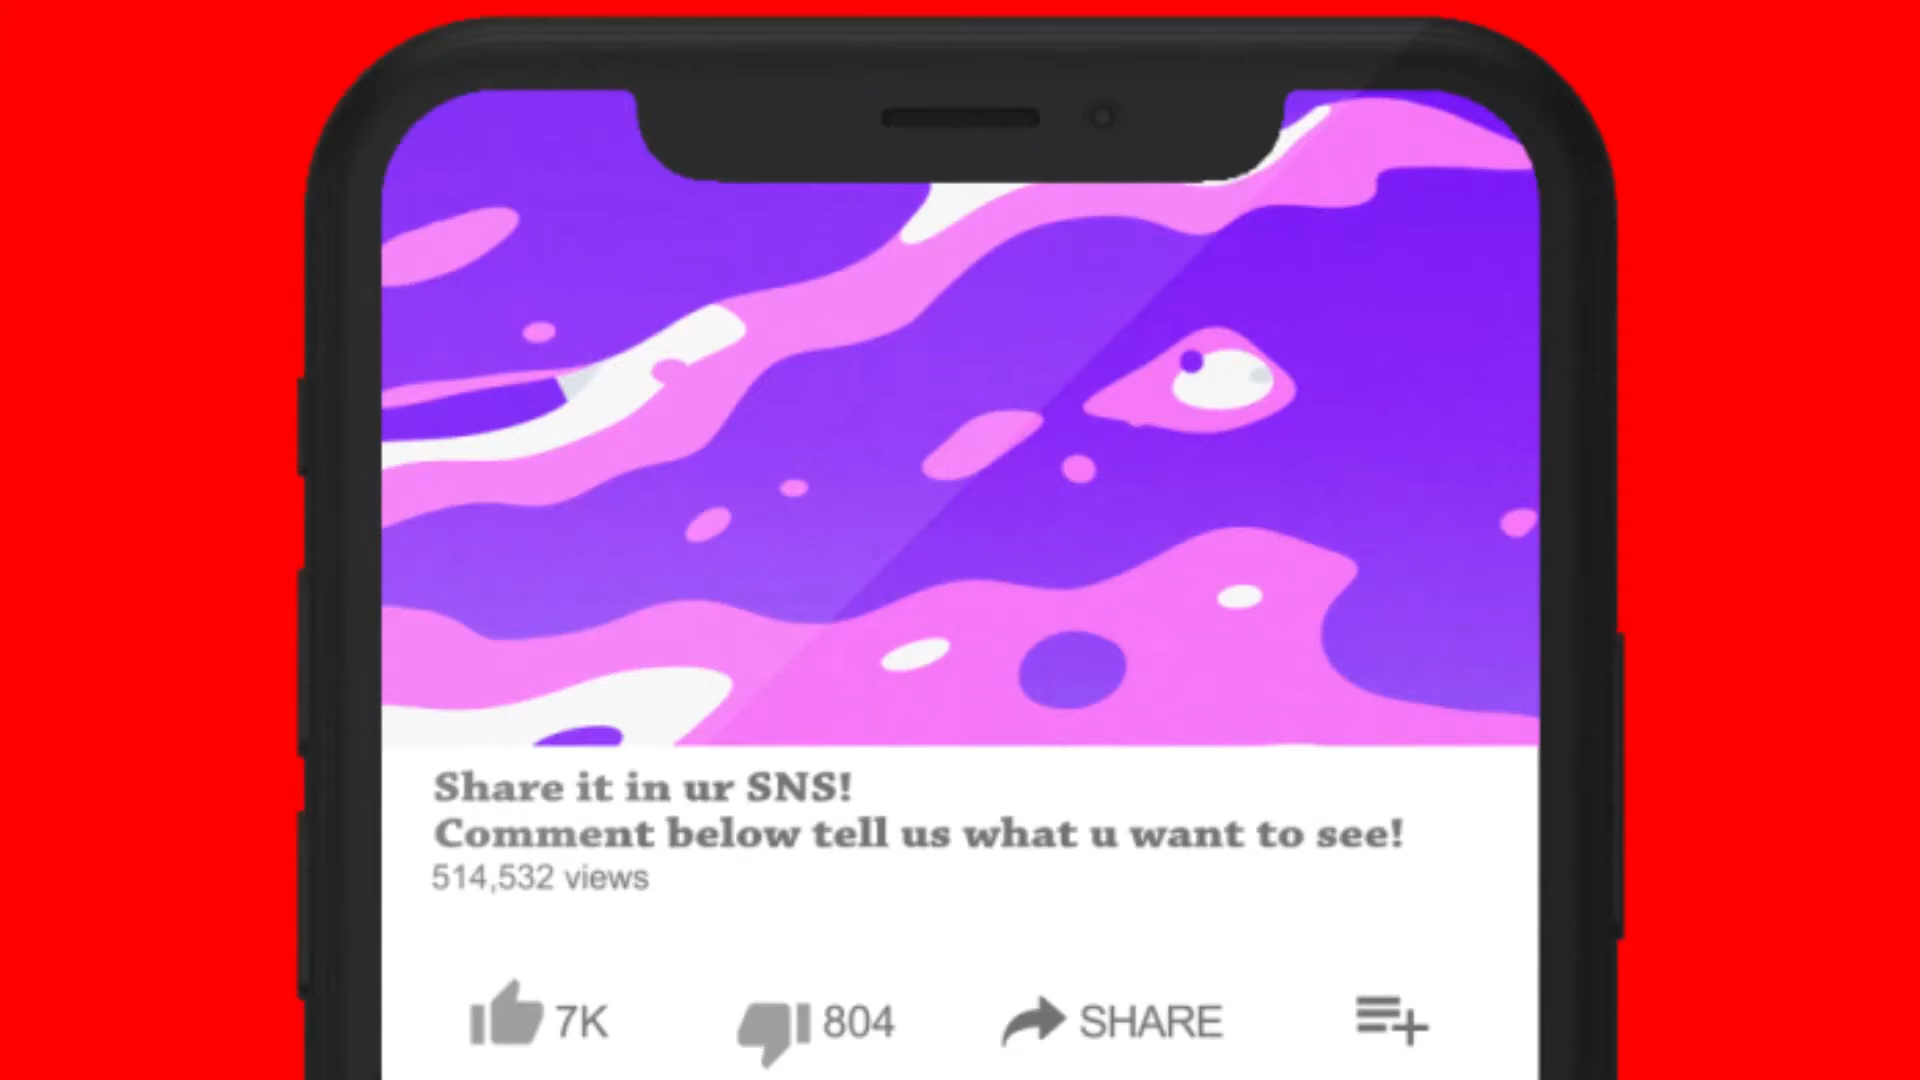 Share it in ur SNS!
Comment below tell us what u want to see!
514,532 views
7K 804 SHARE